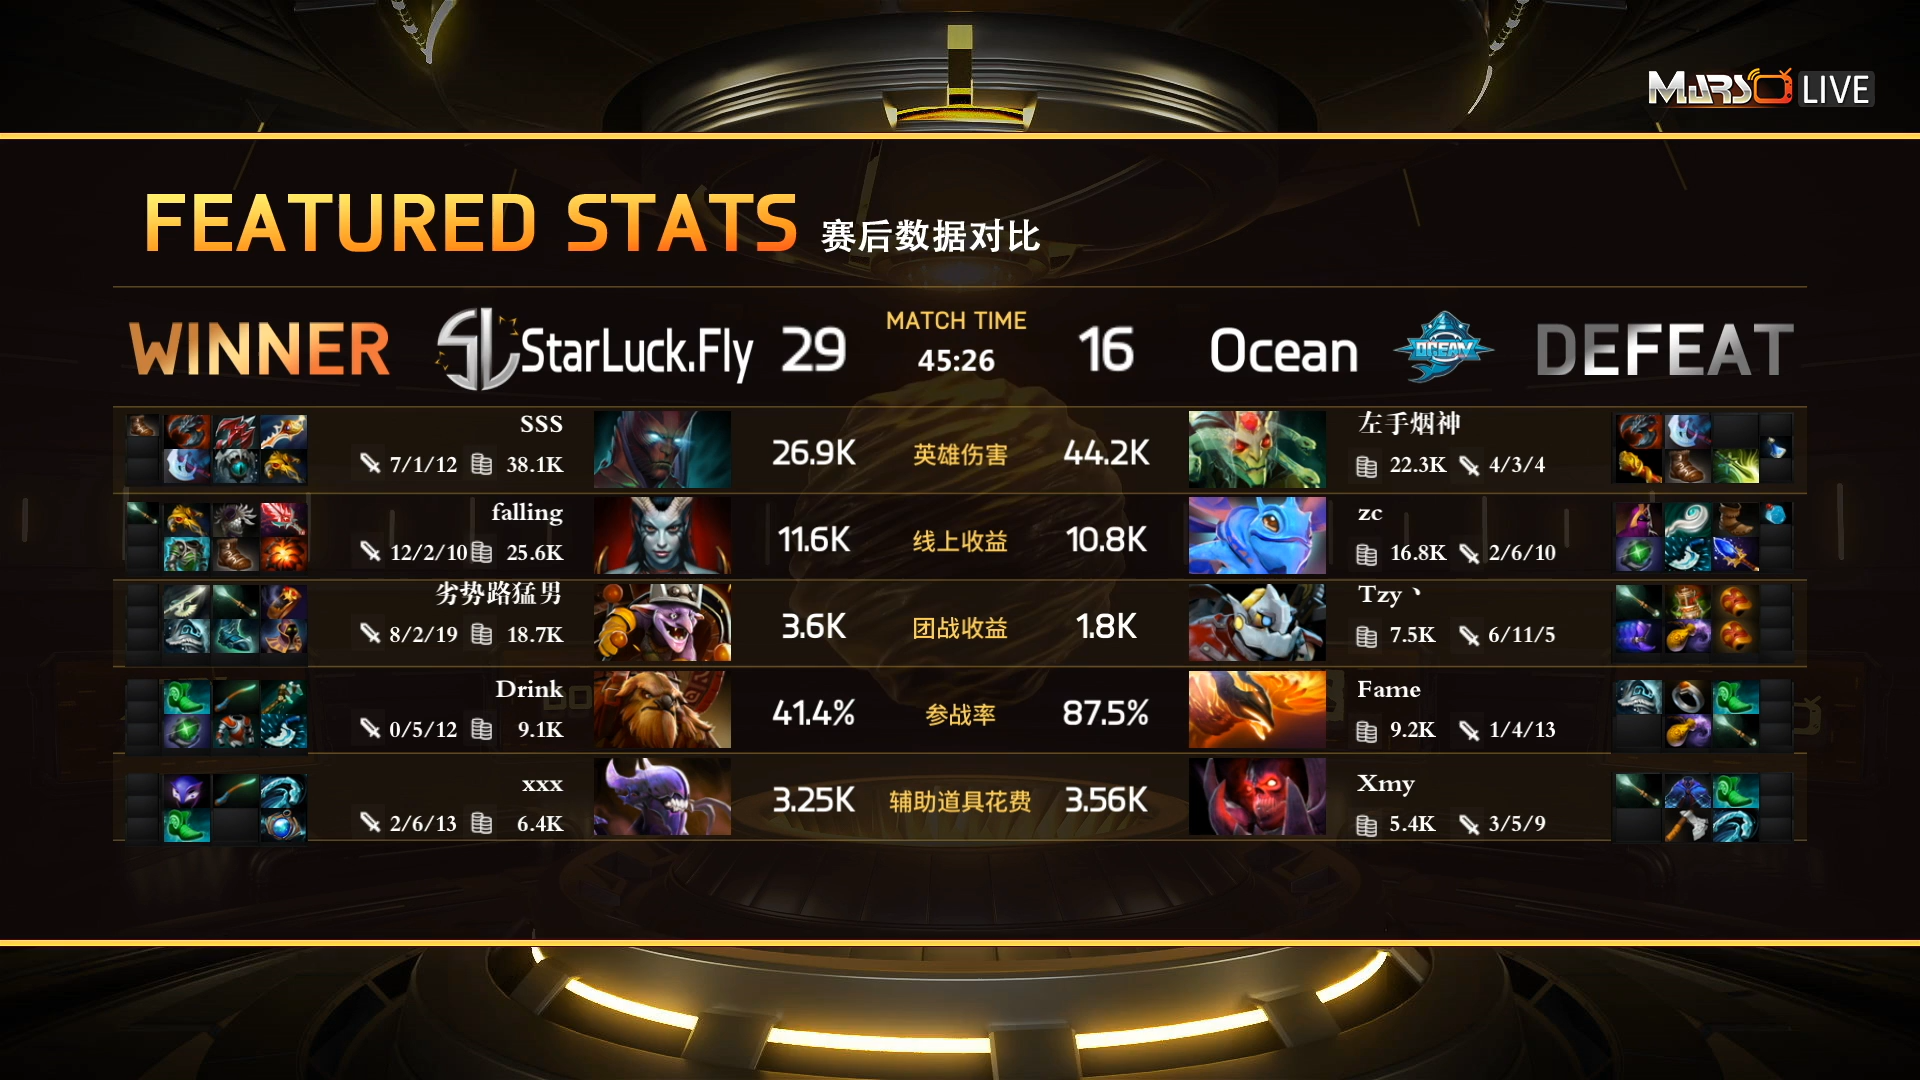 MARS LIVE
FEATURED STATS 赛后数据对比
WINNER SL StarLuck.Fly 29 MATCH TIME 45:26 16 Ocean OCEAN DEFEAT
SSS
7/1/12 38.1K
26.9K 英雄伤害 44.2K
左手烟神
22.3K 4/3/4
falling
12/2/10 25.6K
11.6K 线上收益 10.8K
zc
16.8K 2/6/10
劣势路猛男
8/2/19 18.7K
3.6K 团战收益 1.8K
Tzy丶
7.5K 6/11/5
Drink
0/5/12 9.1K
41.4% 参战率 87.5%
Fame
9.2K 1/4/13
xxx
2/6/13 6.4K
3.25K 辅助道具花费 3.56K
Xmy
5.4K 3/5/9